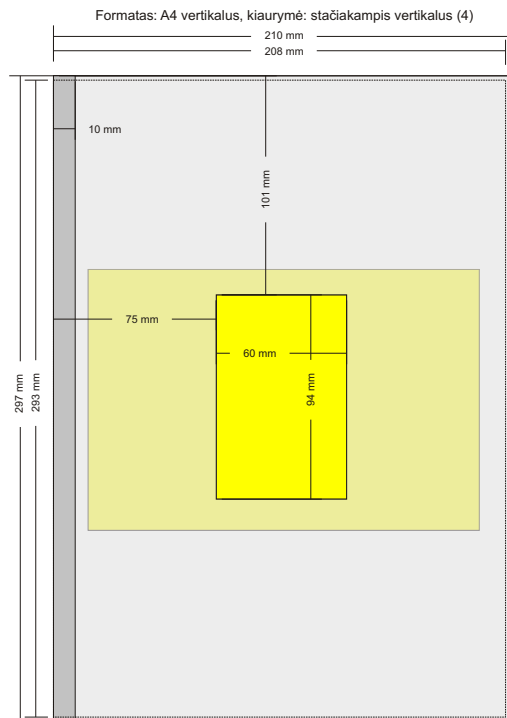 Formatas: A4 vertikalus, kiaurymė: stačiakampis vertikalus (4)
210 mm
208 mm
10 mm
101 mm
75 mm
60 mm
94 mm
297 mm
293 mm